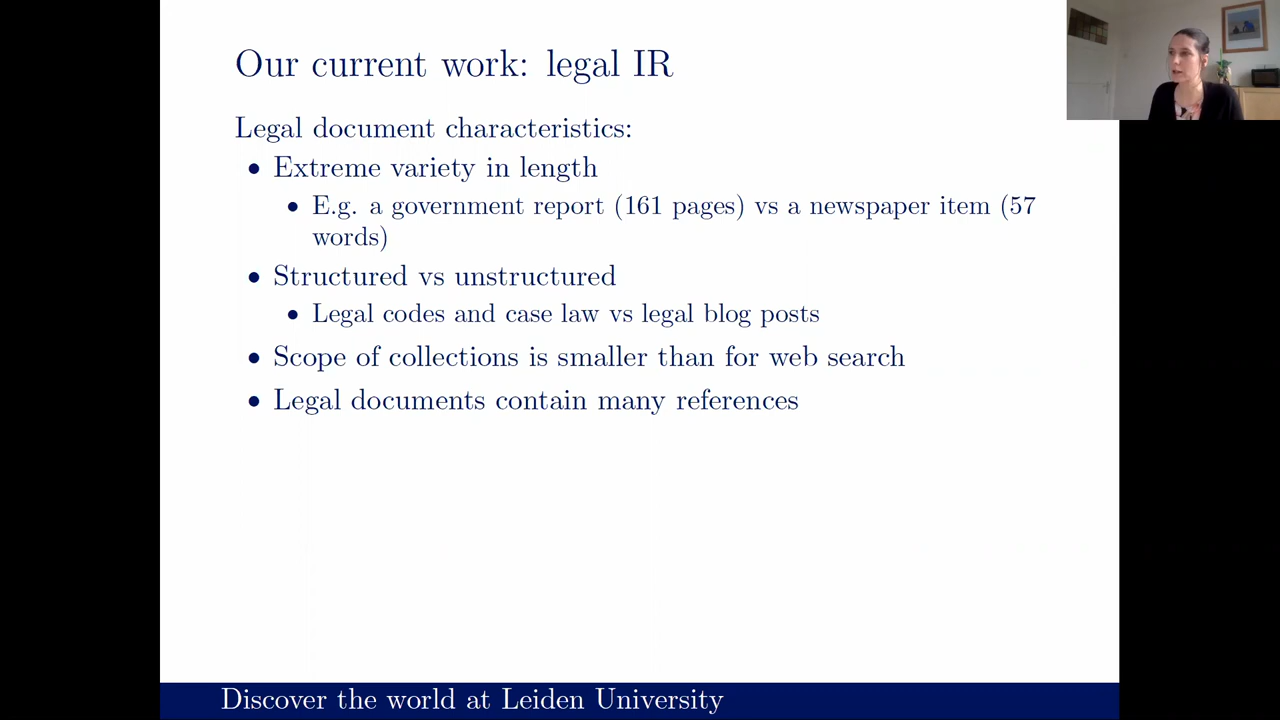 Our current work: legal IR
Legal document characteristics:
• Extreme variety in length
• E.g. a government report (161 pages) vs a newspaper item (57
words)
• Structured vs unstructured
• Legal codes and case law vs legal blog posts
• Scope of collections is smaller than for web search
• Legal documents contain many references
Discover the world at Leiden University